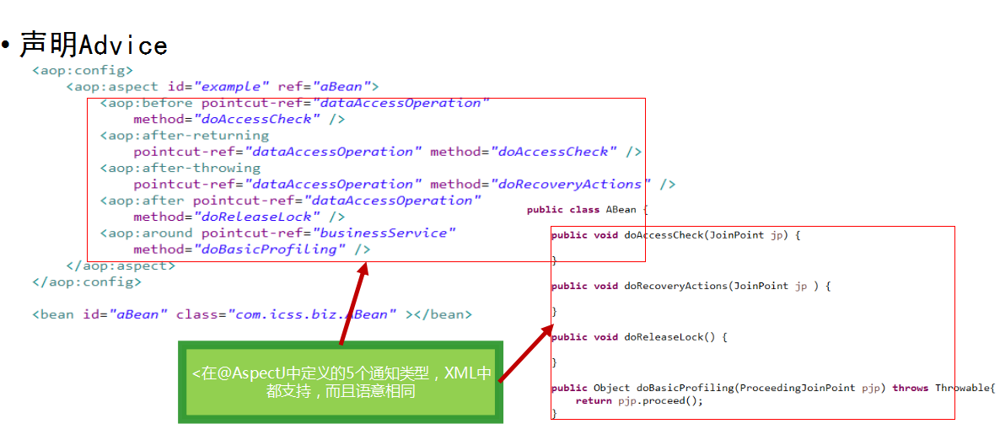 • 声明Advice
<aop:config>
<aop:aspect id="example" ref="aBean">
<aop:before pointcut-ref="dataAccessOperation"
method="doAccessCheck" />
<aop:after-returning
pointcut-ref="dataAccessOperation" method="doAccessCheck" />
<aop:after-throwing
pointcut-ref="dataAccessOperation" method="doRecoveryActions" />
<aop:after pointcut-ref="dataAccessOperation"
method="doReleaseLock" />
<aop:around pointcut-ref="businessService"
method="doBasicProfiling" />
</aop:aspect>
</aop:config>
<bean id="aBean" class="com.icss.biz.ABean" ></bean>
public class ABean {
public void doAccessCheck(JoinPoint jp) {
}
public void doRecoveryActions(JoinPoint jp ) {
}
public void doReleaseLock() {
}
public Object doBasicProfiling(ProceedingJoinPoint pjp) throws Throwable{
return pjp.proceed();
}
<在@AspectJ中定义的5个通知类型，XML中
都支持，而且语意相同